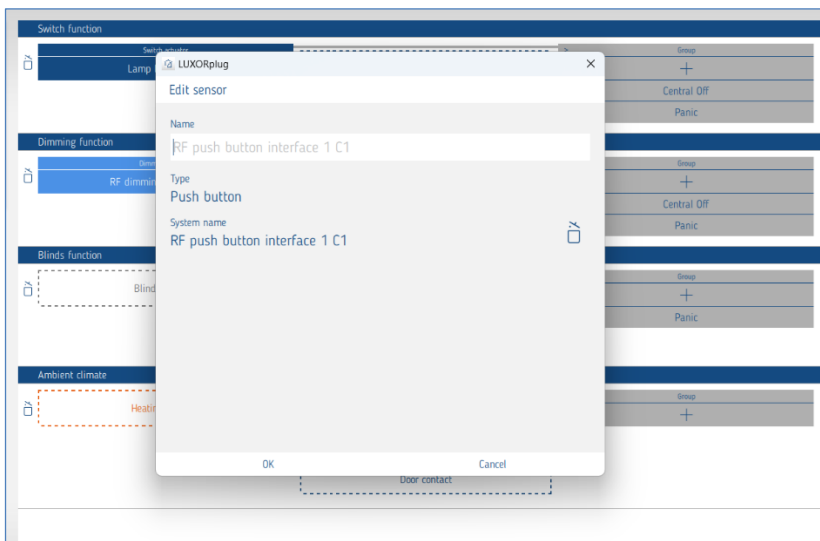 Switch function
Switch actuator
Lamp
>
Group
+
Central Off
Panic
LUXORplug
Edit sensor
Name
RF push button interface 1 C1
Type
Push button
System name
RF push button interface 1 C1
OK
Cancel
Dimming function
RF dimmin
Group
+
Central Off
Panic
Blinds function
Blind
Group
+
Panic
Ambient climate
Heatin
Group
+
Door contact